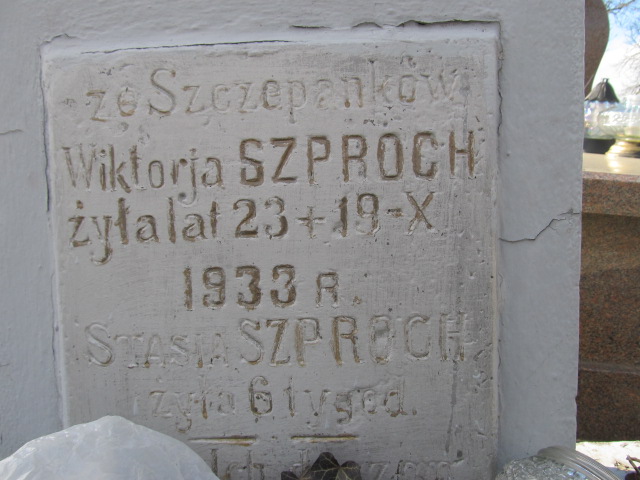 ze Szczepanków
Wiktorja SZPROCH
żyła lat 23 + 19-X
1933 R.
STASIA SZPROCH
żyła 6 tygod.